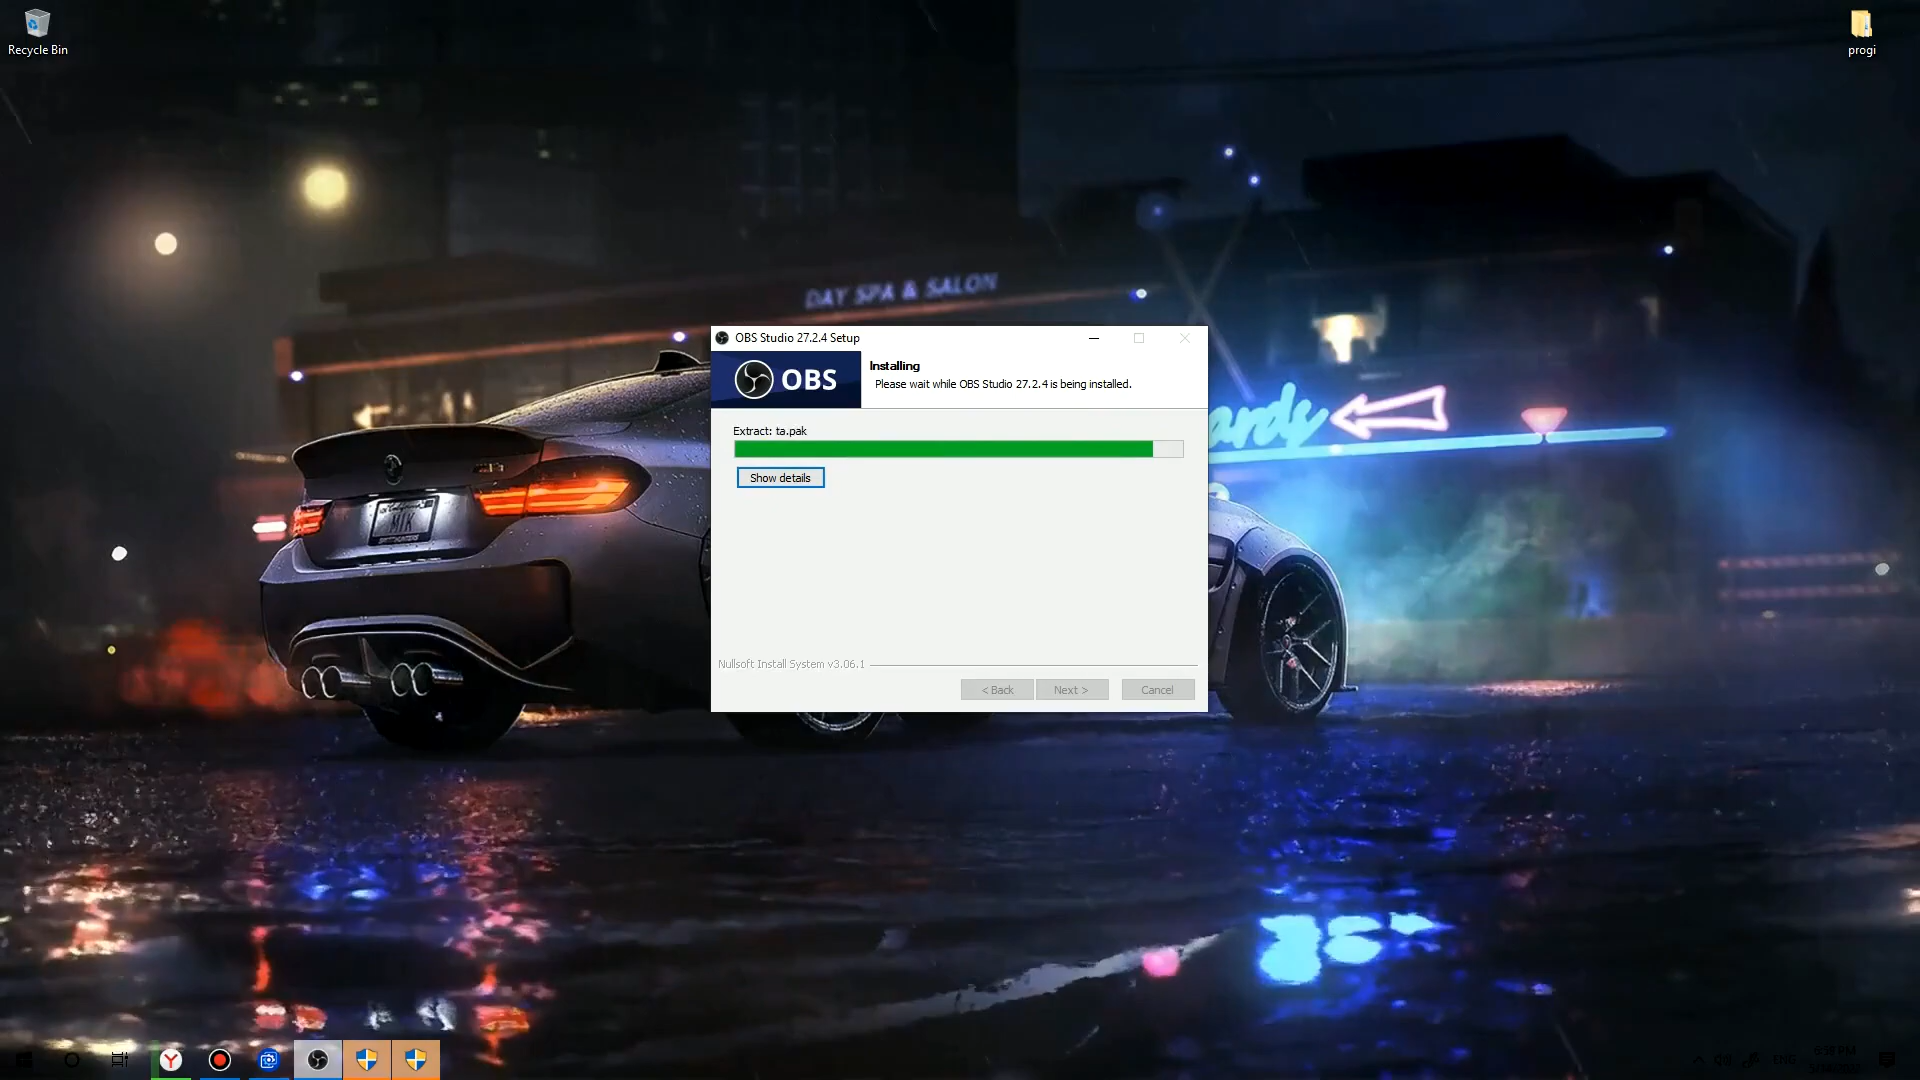 Recycle Bin
progi
DAY SPA & SALON
OBS Studio 27.2.4 Setup
OBS
Installing
Please wait while OBS Studio 27.2.4 is being installed.
ards
Extract: ta.pak
Show details
MIK
Nullsoft Install System v3.06.1
< Back
Next >
Cancel
ENG